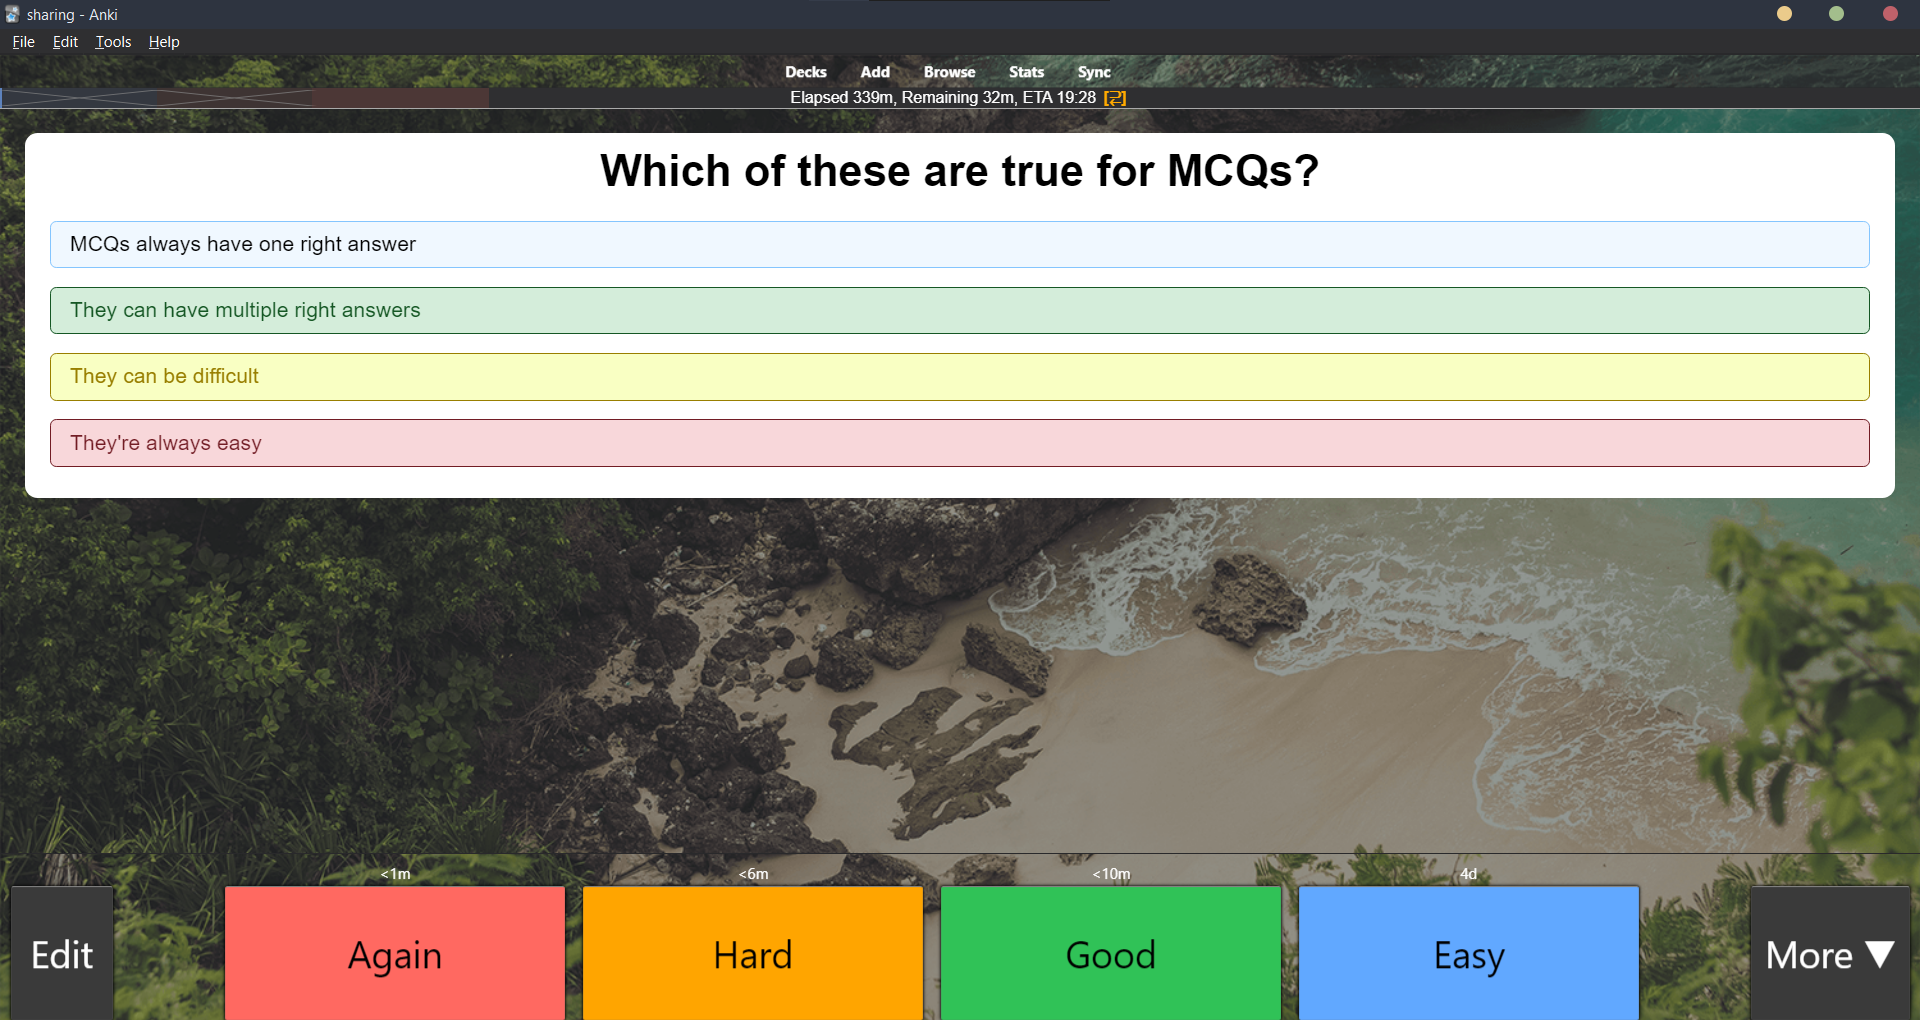 sharing - Anki
File Edit Tools Help
Decks Add Browse Stats Sync
Elapsed 339m, Remaining 32m, ETA 19:28 [⥂]
Which of these are true for MCQs?
MCQs always have one right answer
They can have multiple right answers
They can be difficult
They're always easy
<1m <6m <10m 4d
Edit Again Hard Good Easy More ▼